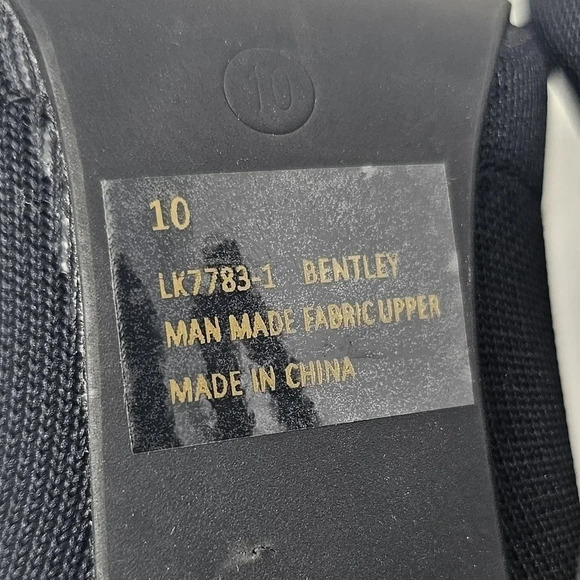 10
10
LK7783-1 BENTLEY
MAN MADE FABRIC UPPER
MADE IN CHINA